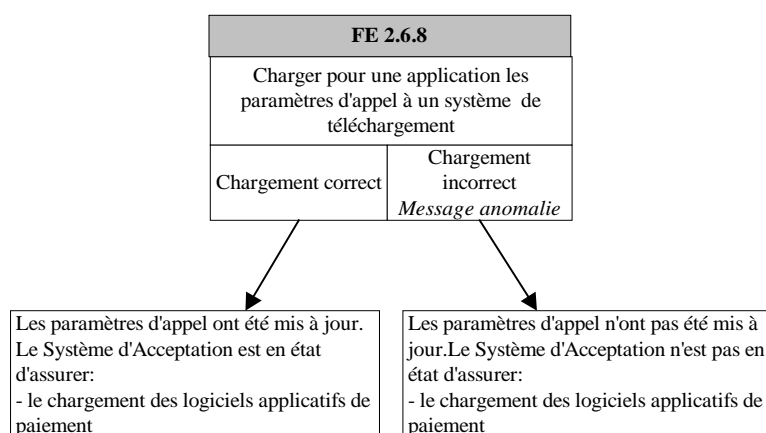 FE 2.6.8
Charger pour une application les
paramètres d'appel à un système de
téléchargement
Chargement correct
Chargement
incorrect
Message anomalie
Les paramètres d'appel ont été mis à jour.
Le Système d'Acceptation est en état
d'assurer:
- le chargement des logiciels applicatifs de
paiement
Les paramètres d'appel n'ont pas été mis à
jour.Le Système d'Acceptation n'est pas en
état d'assurer:
- le chargement des logiciels applicatifs de
paiement